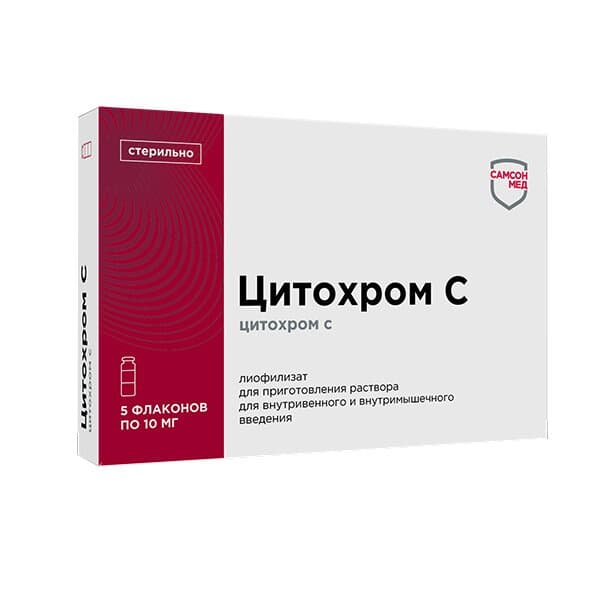 стерильно
САМСОН
МЕД
Цитохром С
цитохром с
лиофилизат
для приготовления раствора
для внутривенного и внутримышечного
введения
5 ФЛАКОНОВ
ПО 10 МГ
Цитохром С
цитохром с